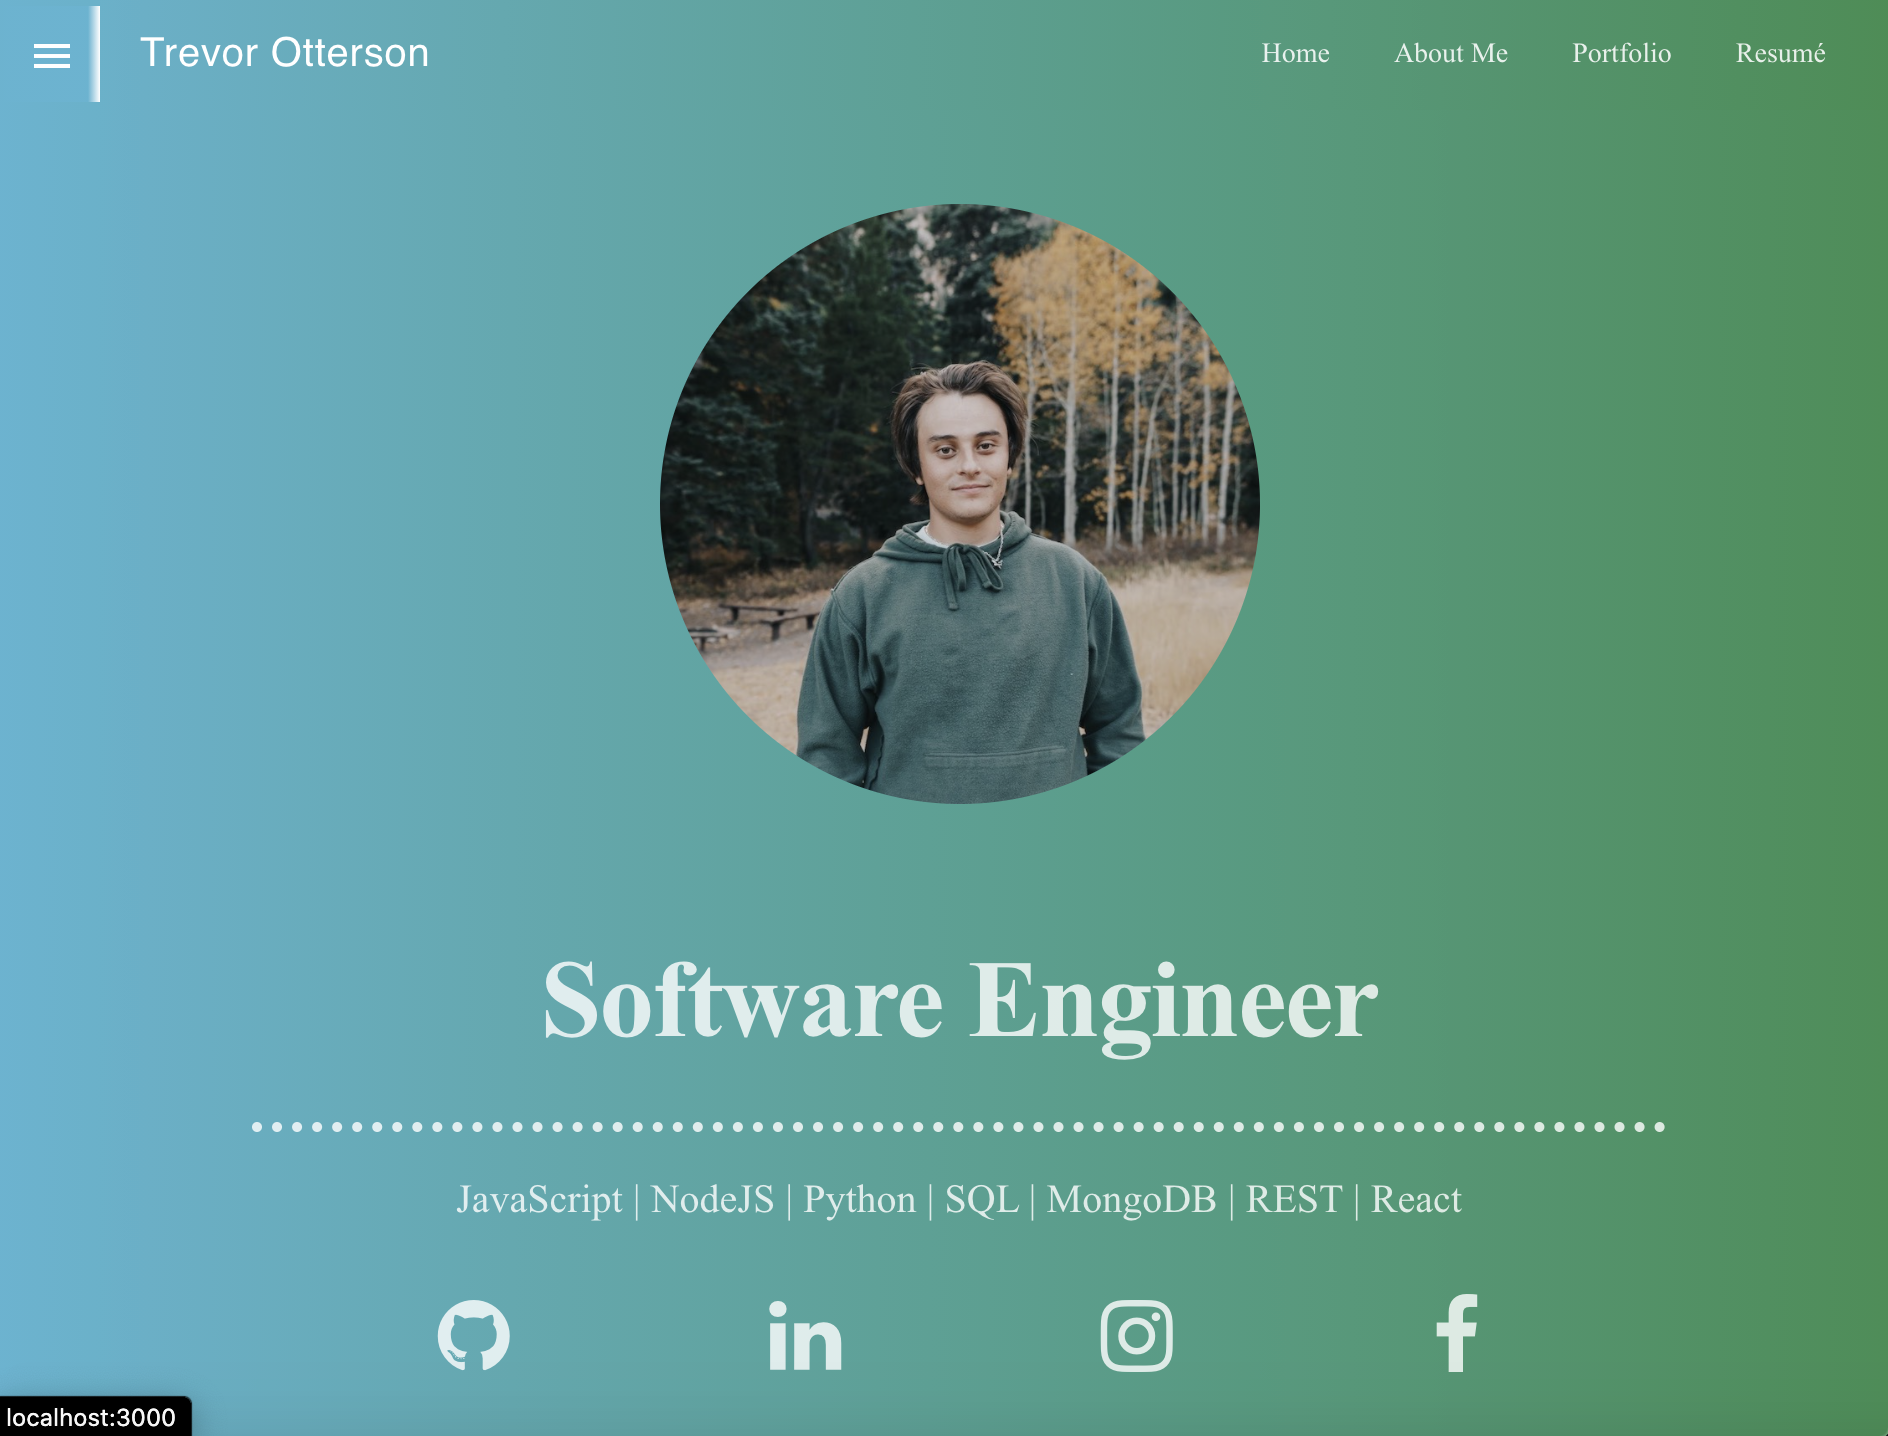 Trevor Otterson
Home About Me Portfolio Resumé
Software Engineer
JavaScript | NodeJS | Python | SQL | MongoDB | REST | React
in
f
localhost:3000